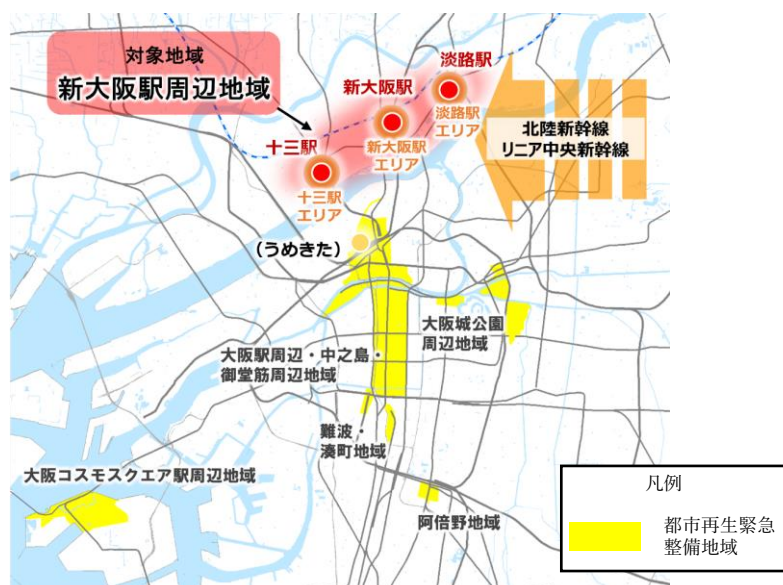 対象地域
新大阪駅周辺地域
淡路駅
新大阪駅
淡路駅
エリア
北陸新幹線
リニア中央新幹線
新大阪駅
エリア
十三駅
十三駅
エリア
（うめきた）
大阪城公園
周辺地域
大阪駅周辺・中之島・
御堂筋周辺地域
難波・
湊町地域
大阪コスモスクエア駅周辺地域
阿倍野地域
凡例
都市再生緊急
整備地域